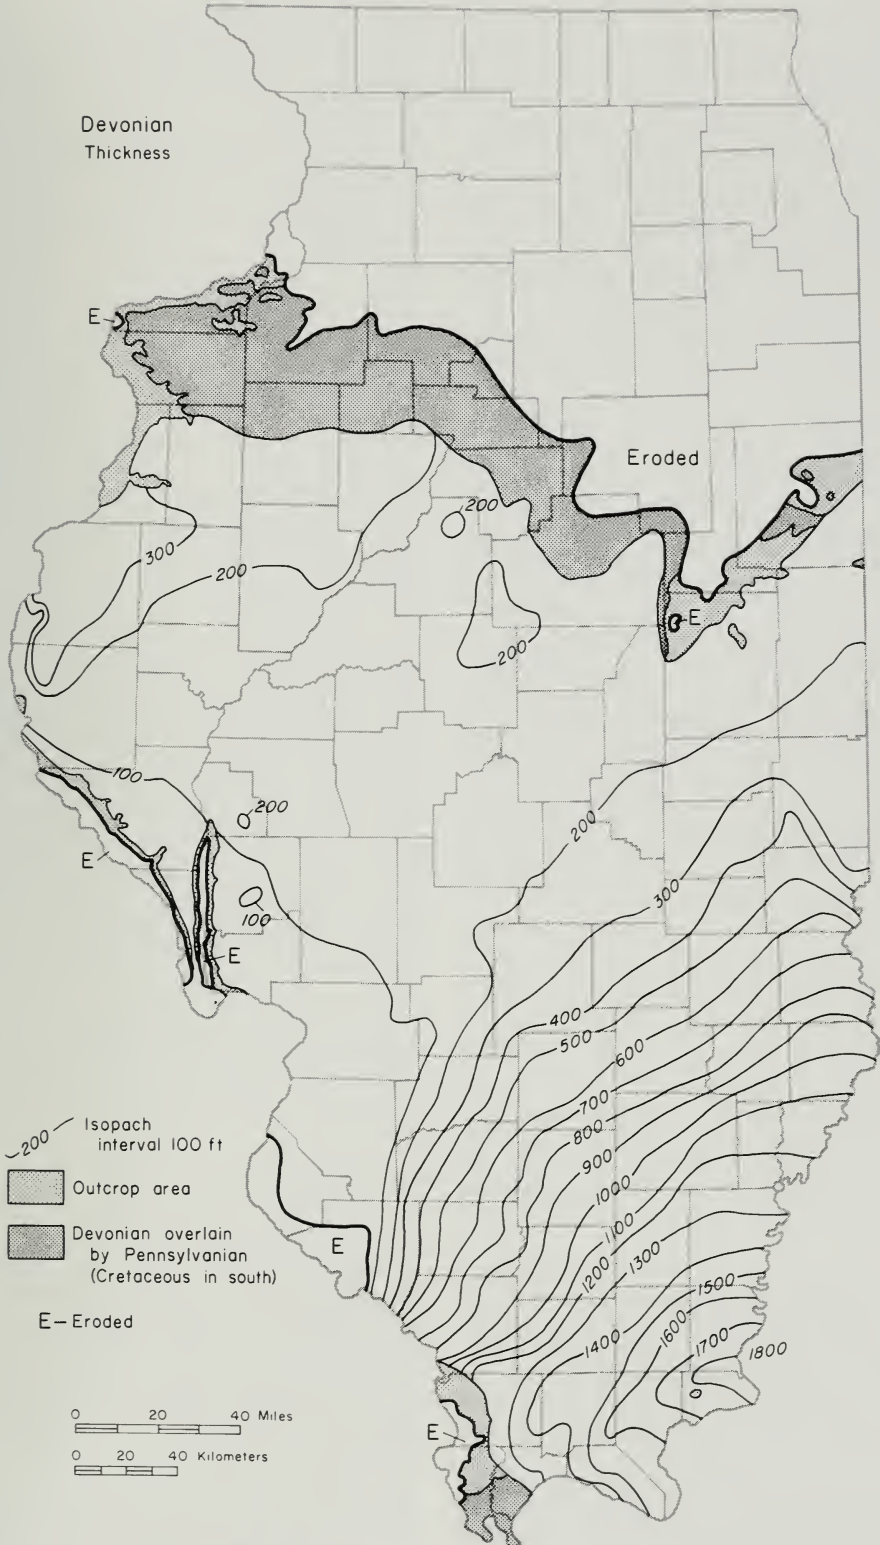 Devonian
Thickness
E
Eroded
200
300
200
E
200
100
200
200
E
300
100
E
400
500
600
700
800
900
1000
Isopach
200
interval 100 ft
Outcrop area
Devonian overlain
by Pennsylvanian
(Cretaceous in south)
E
1100
1200
1300
1400
1500
1600
1700
1800
E – Eroded
0 20 40 Miles
0 20 40 Kilometers
E